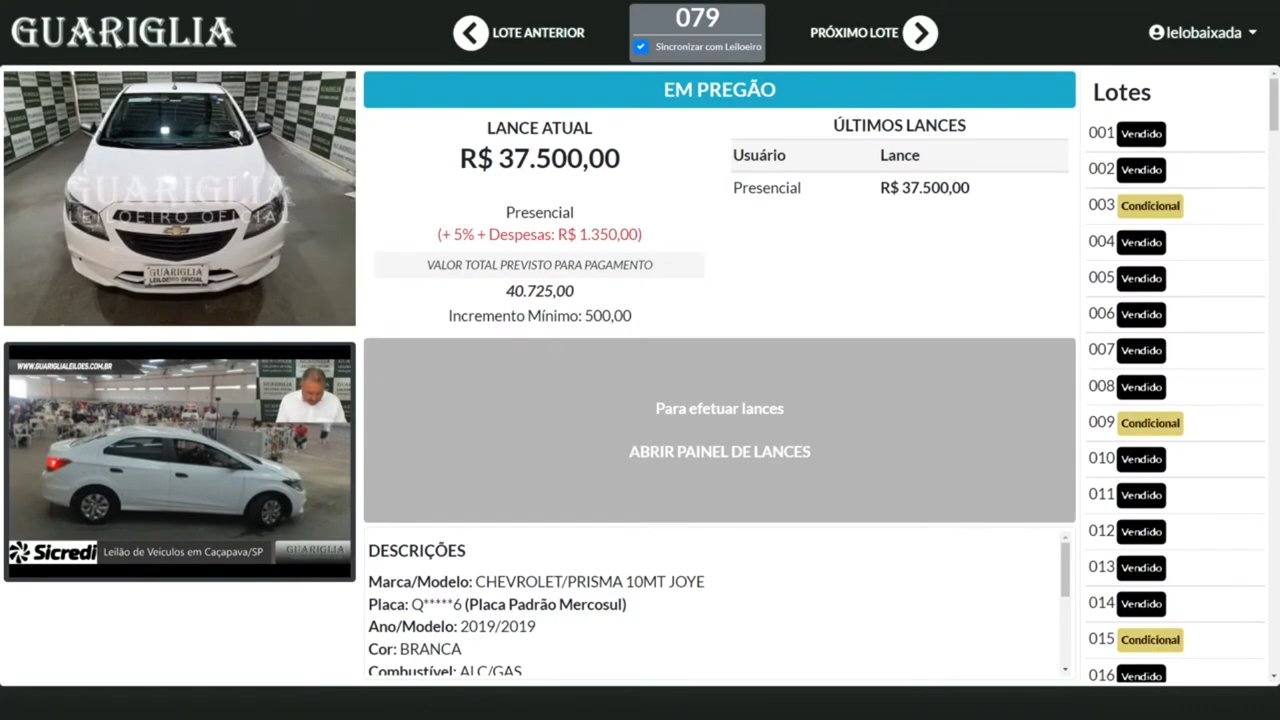 GUARIGLIA
LOTE ANTERIOR
079
Sincronizar com Leiloeiro
PRÓXIMO LOTE
lelobaixada
GUARIGLIA
LEILOEIRO OFICIAL
GUARIGLIA
LEILOEIRO OFICIAL
EM PREGÃO
LANCE ATUAL
R$ 37.500,00
Presencial
(+ 5% + Despesas: R$ 1.350,00)
VALOR TOTAL PREVISTO PARA PAGAMENTO
40.725,00
Incremento Mínimo: 500,00
ÚLTIMOS LANCES
Usuário Lance
Presencial R$ 37.500,00
WWW.GUARIGLIALEILOES.COM.BR
Sicredi
Leilão de Veiculos em Caçapava/SP
GUARIGLIA
Para efetuar lances
ABRIR PAINEL DE LANCES
DESCRIÇÕES
Marca/Modelo: CHEVROLET/PRISMA 10MT JOYE
Placa: Q*****6 (Placa Padrão Mercosul)
Ano/Modelo: 2019/2019
Cor: BRANCA
Combustível: ALC/GAS
Lotes
001 Vendido
002 Vendido
003 Condicional
004 Vendido
005 Vendido
006 Vendido
007 Vendido
008 Vendido
009 Condicional
010 Vendido
011 Vendido
012 Vendido
013 Vendido
014 Vendido
015 Condicional
016 Vendido